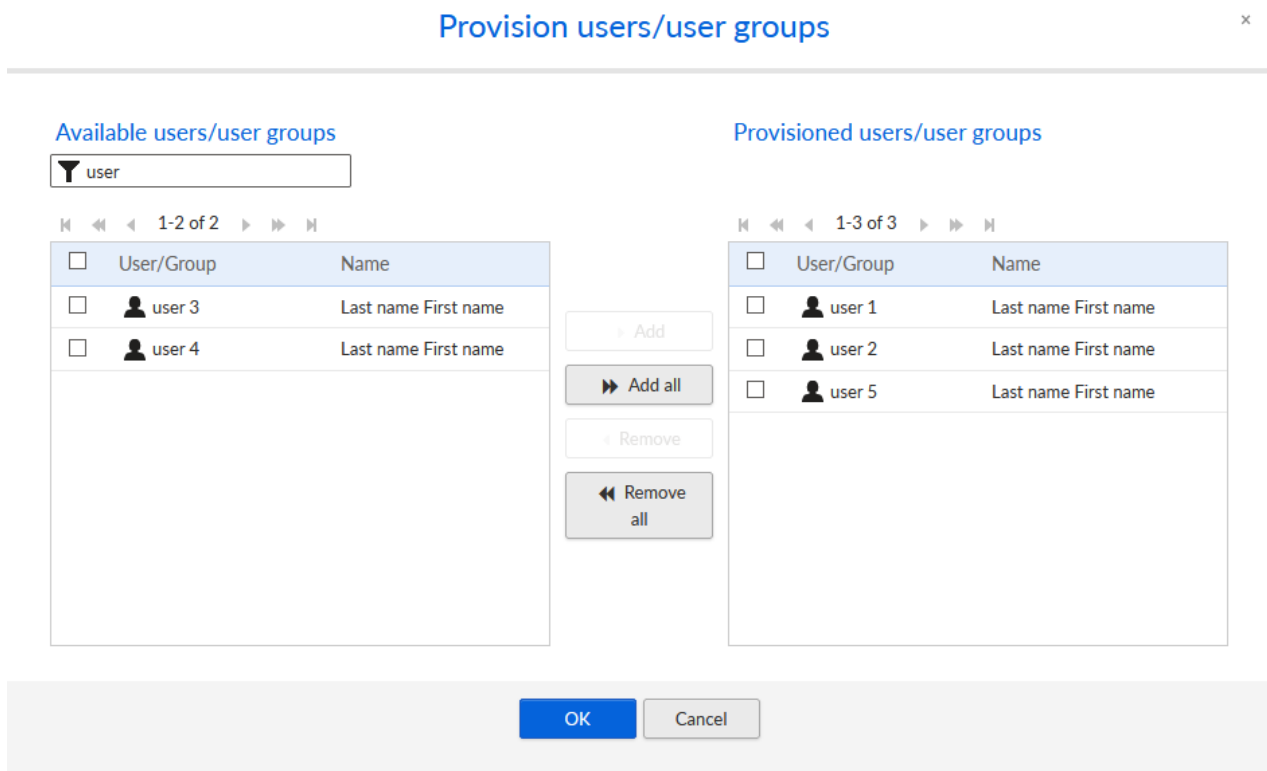 Provision users/user groups
×
Available users/user groups
Provisioned users/user groups
user
1-2 of 2
1-3 of 3
User/Group Name
User/Group Name
user 3 Last name First name
user 1 Last name First name
user 4 Last name First name
user 2 Last name First name
user 5 Last name First name
Add
Add all
Remove
Remove
all
OK
Cancel